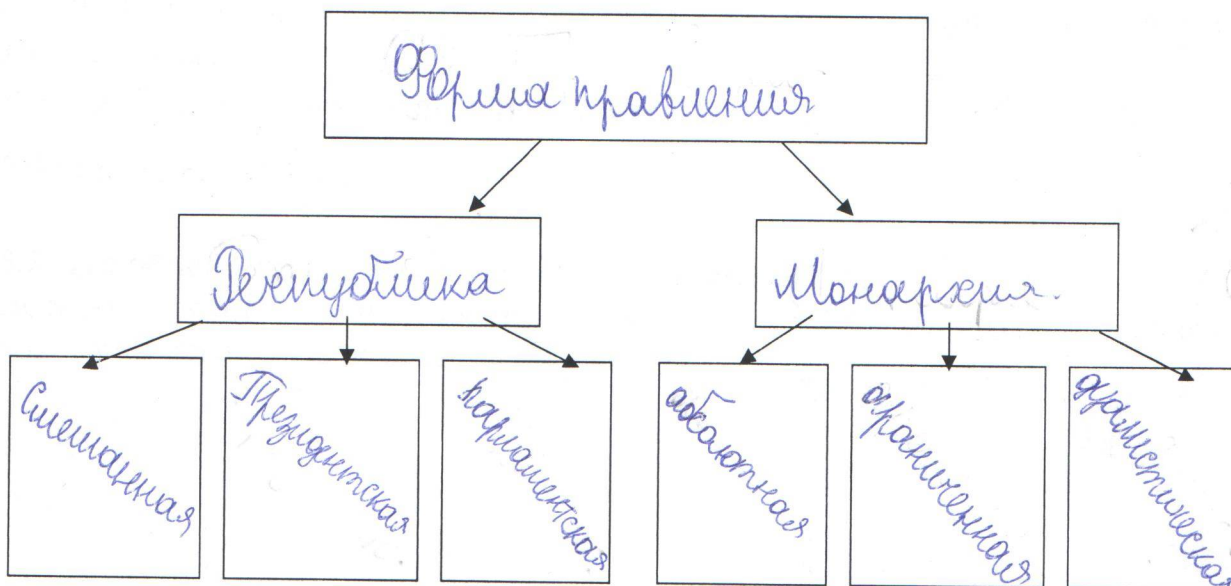 Форма правления
Республика
Монархия.
Смешанная
Президентская
парламентская
абсолютная
ограниченная
дуалистическая